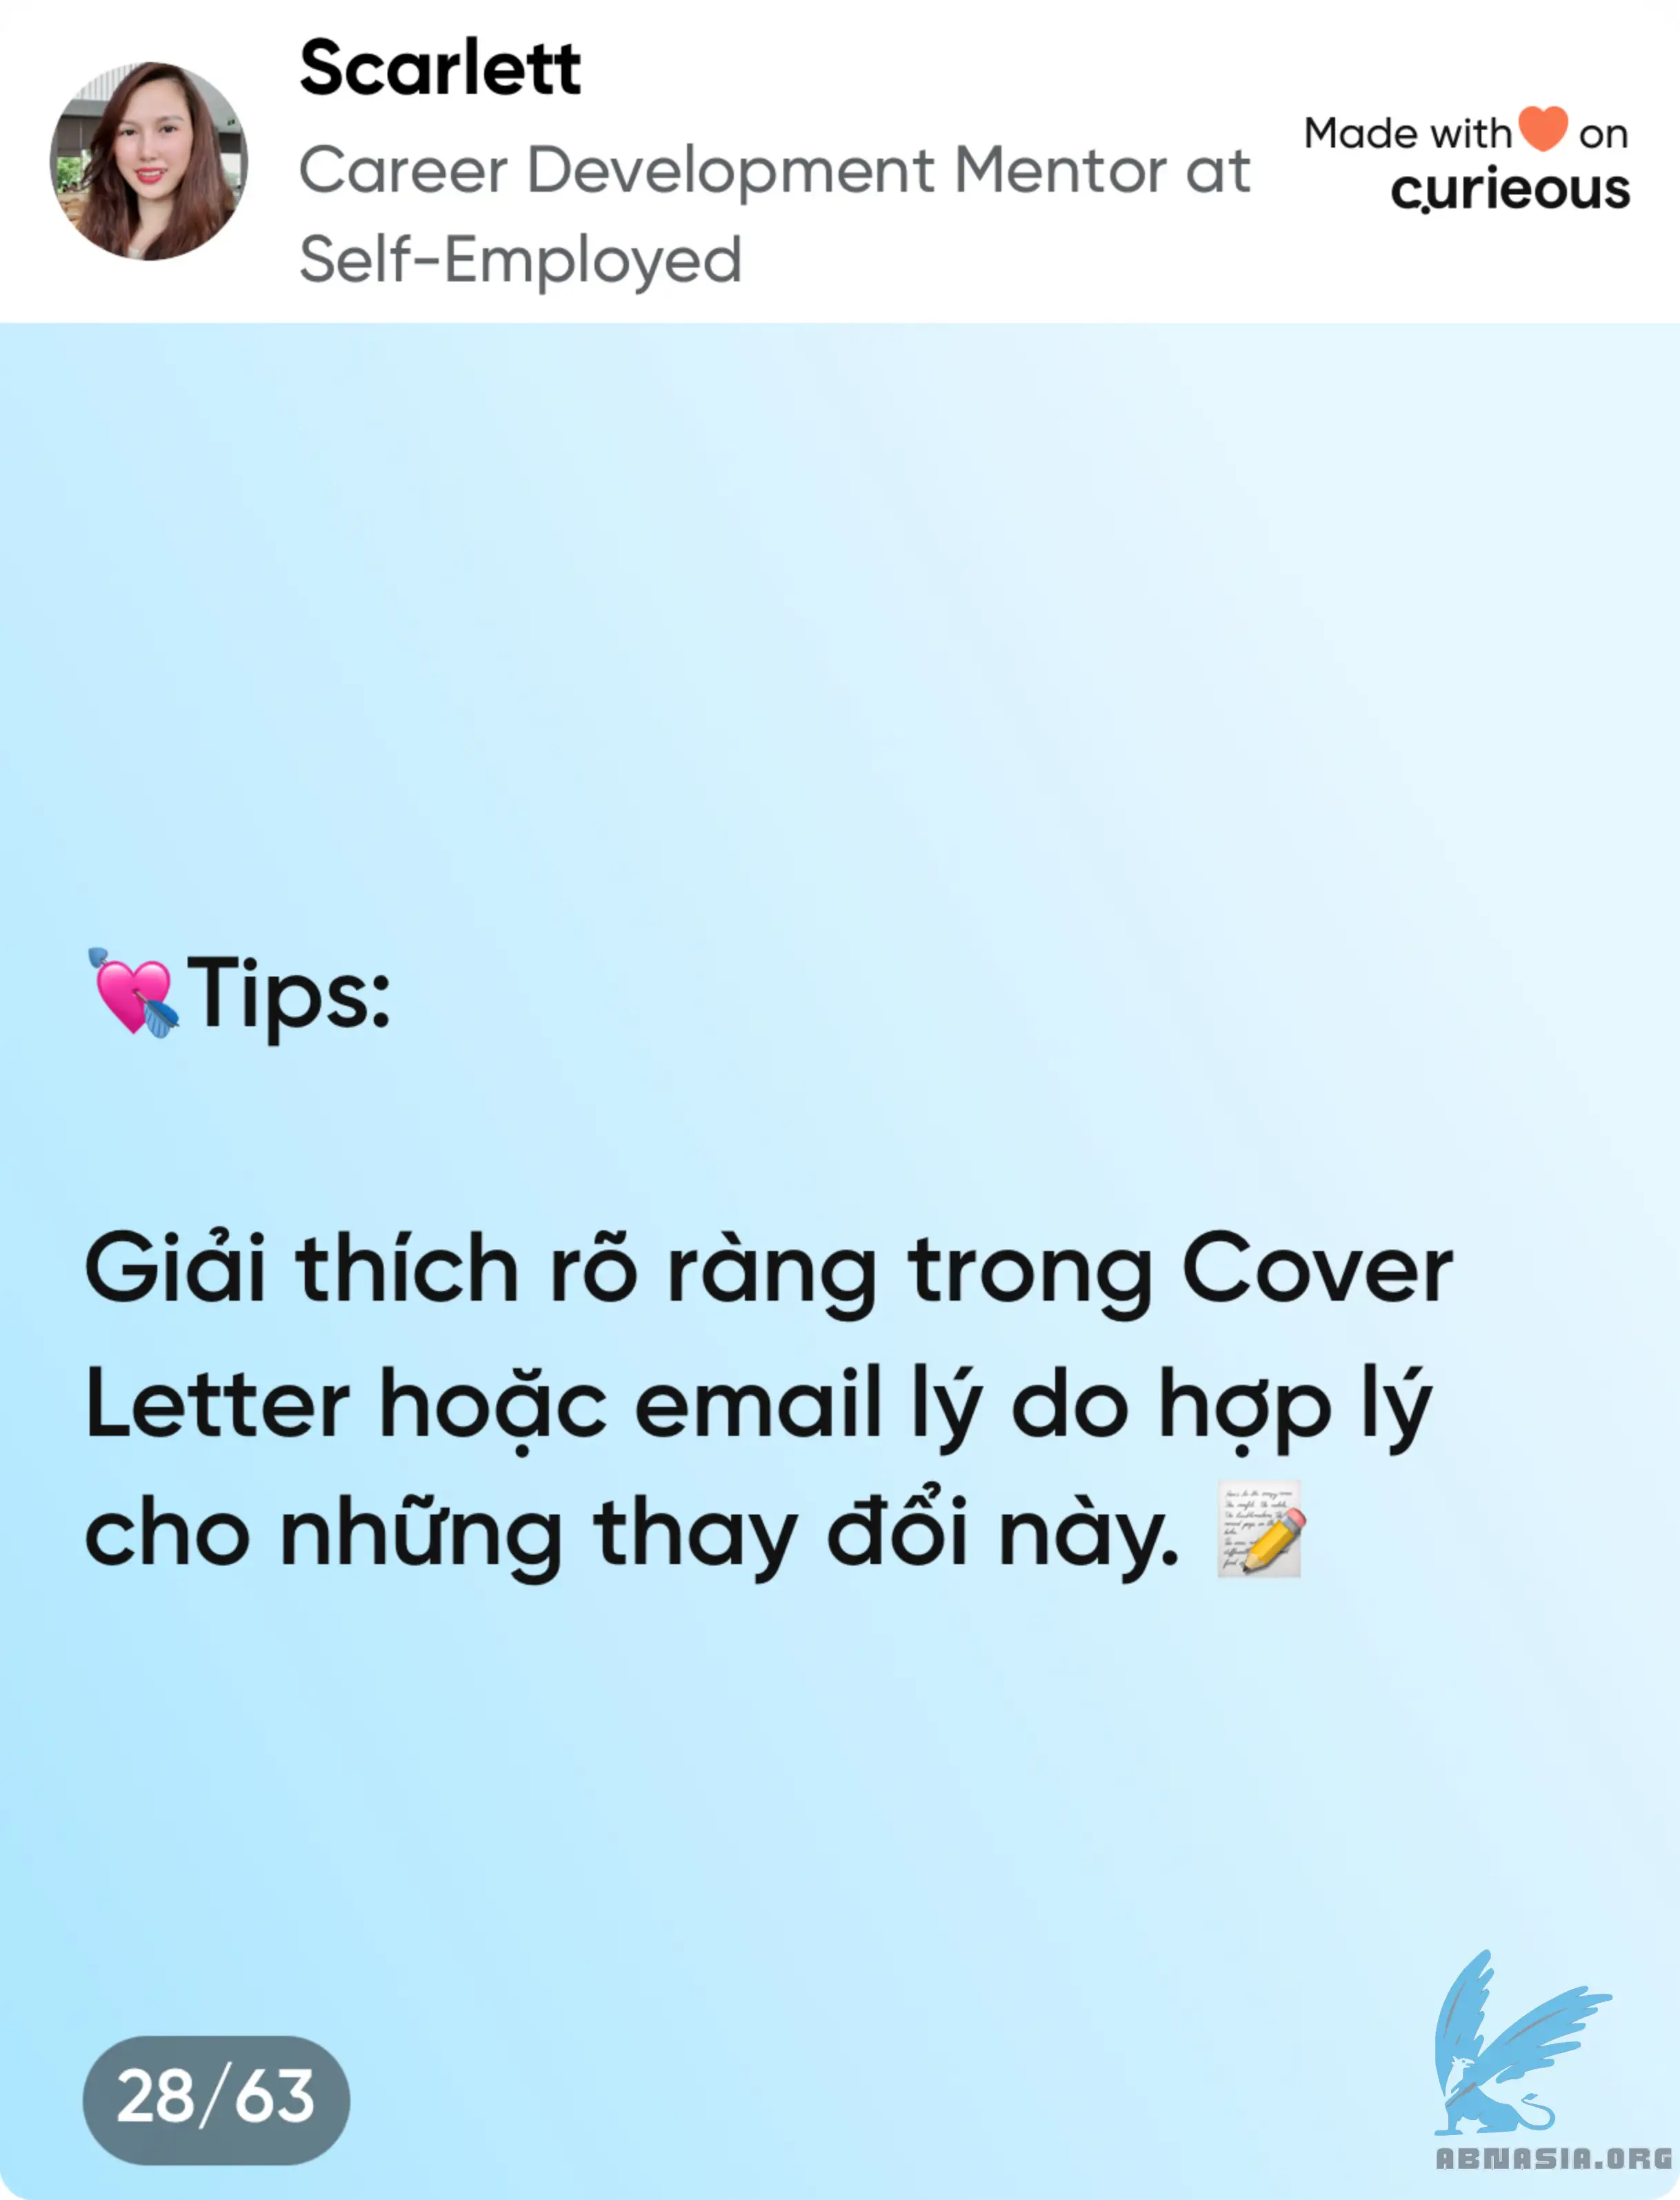 Scarlett
Career Development Mentor at
Self-Employed
Made with on
curieous
Tips:
Giải thích rõ ràng trong Cover
Letter hoặc email lý do hợp lý
cho những thay đổi này.
28/63
ABNASIA.ORG